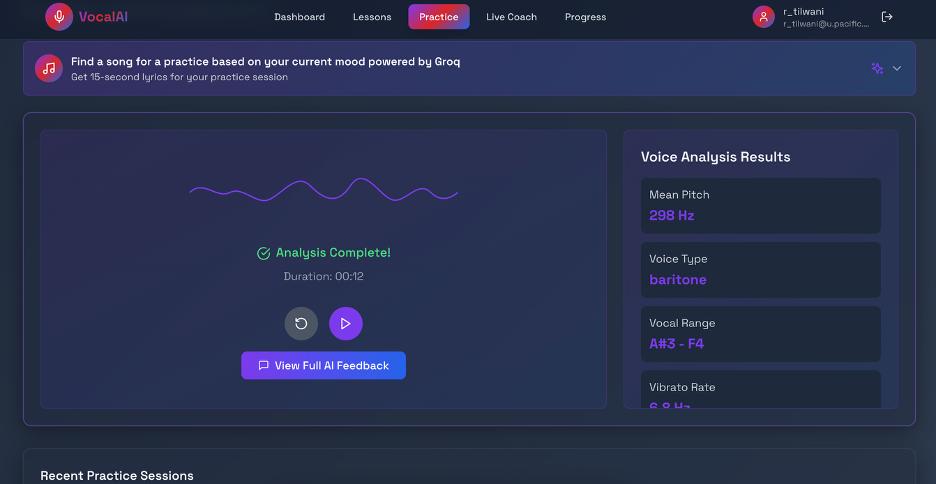 VocalAI
Dashboard
Lessons
Practice
Live Coach
Progress
r_tilwani
r_tilwani@u.pacific....
Find a song for a practice based on your current mood powered by Groq
Get 15-second lyrics for your practice session
Analysis Complete!
Duration: 00:12
View Full AI Feedback
Voice Analysis Results
Mean Pitch
298 Hz
Voice Type
baritone
Vocal Range
A#3 - F4
Vibrato Rate
6.8 Hz
Recent Practice Sessions